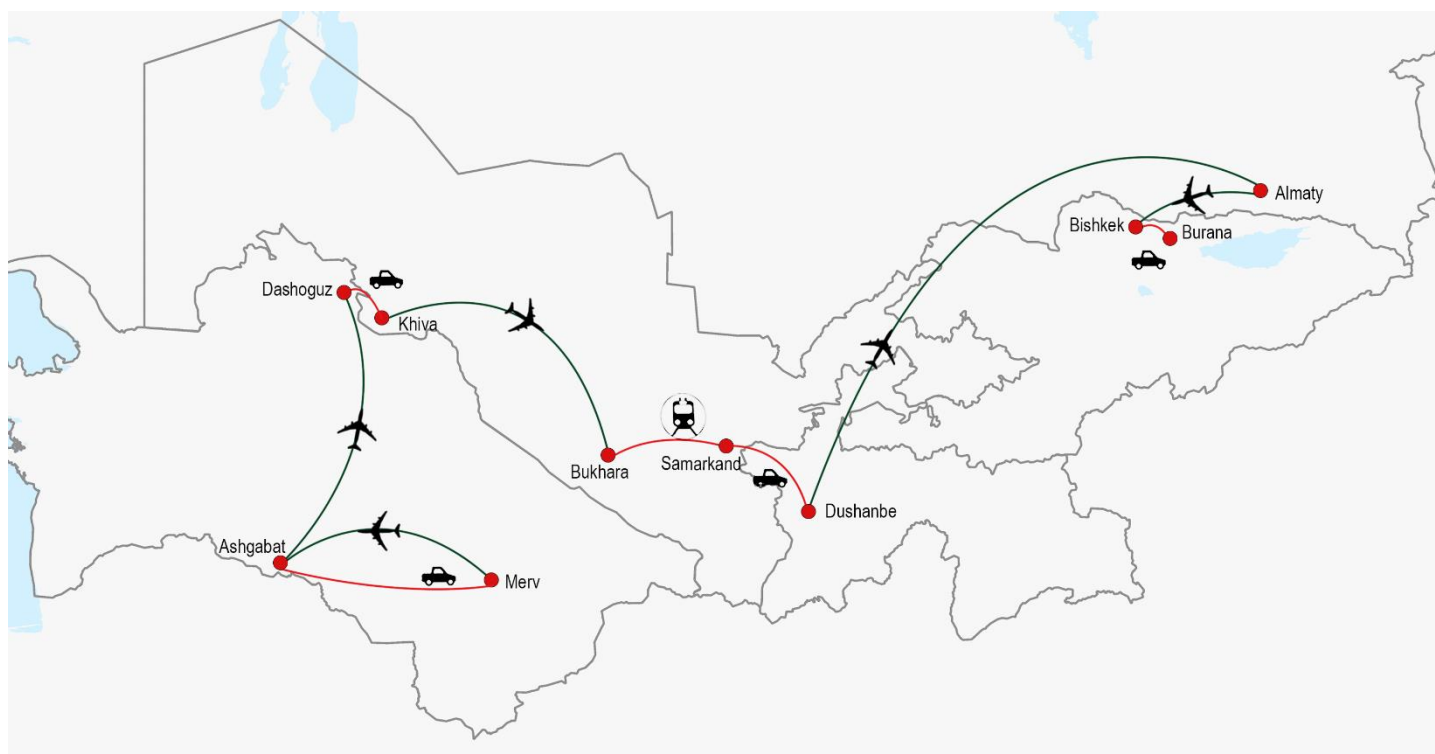 Almaty
Bishkek
Burana
Dashoguz
Khiva
Samarkand
Bukhara
Dushanbe
Ashgabat
Merv